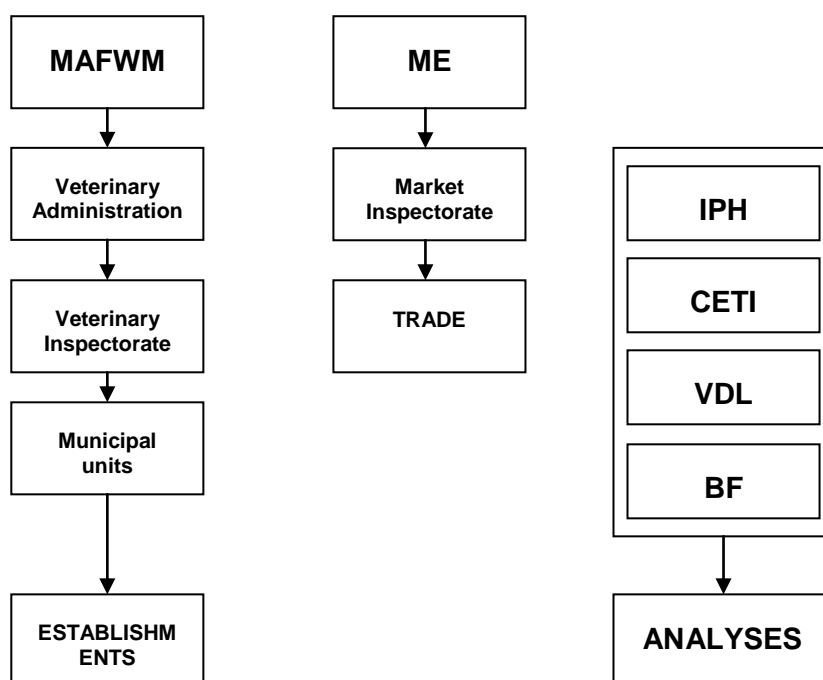 MAFWM
Veterinary
Administration
Veterinary
Inspectorate
Municipal
units
ESTABLISHM
ENTS
ME
Market
Inspectorate
TRADE
IPH
CETI
VDL
BF
ANALYSES